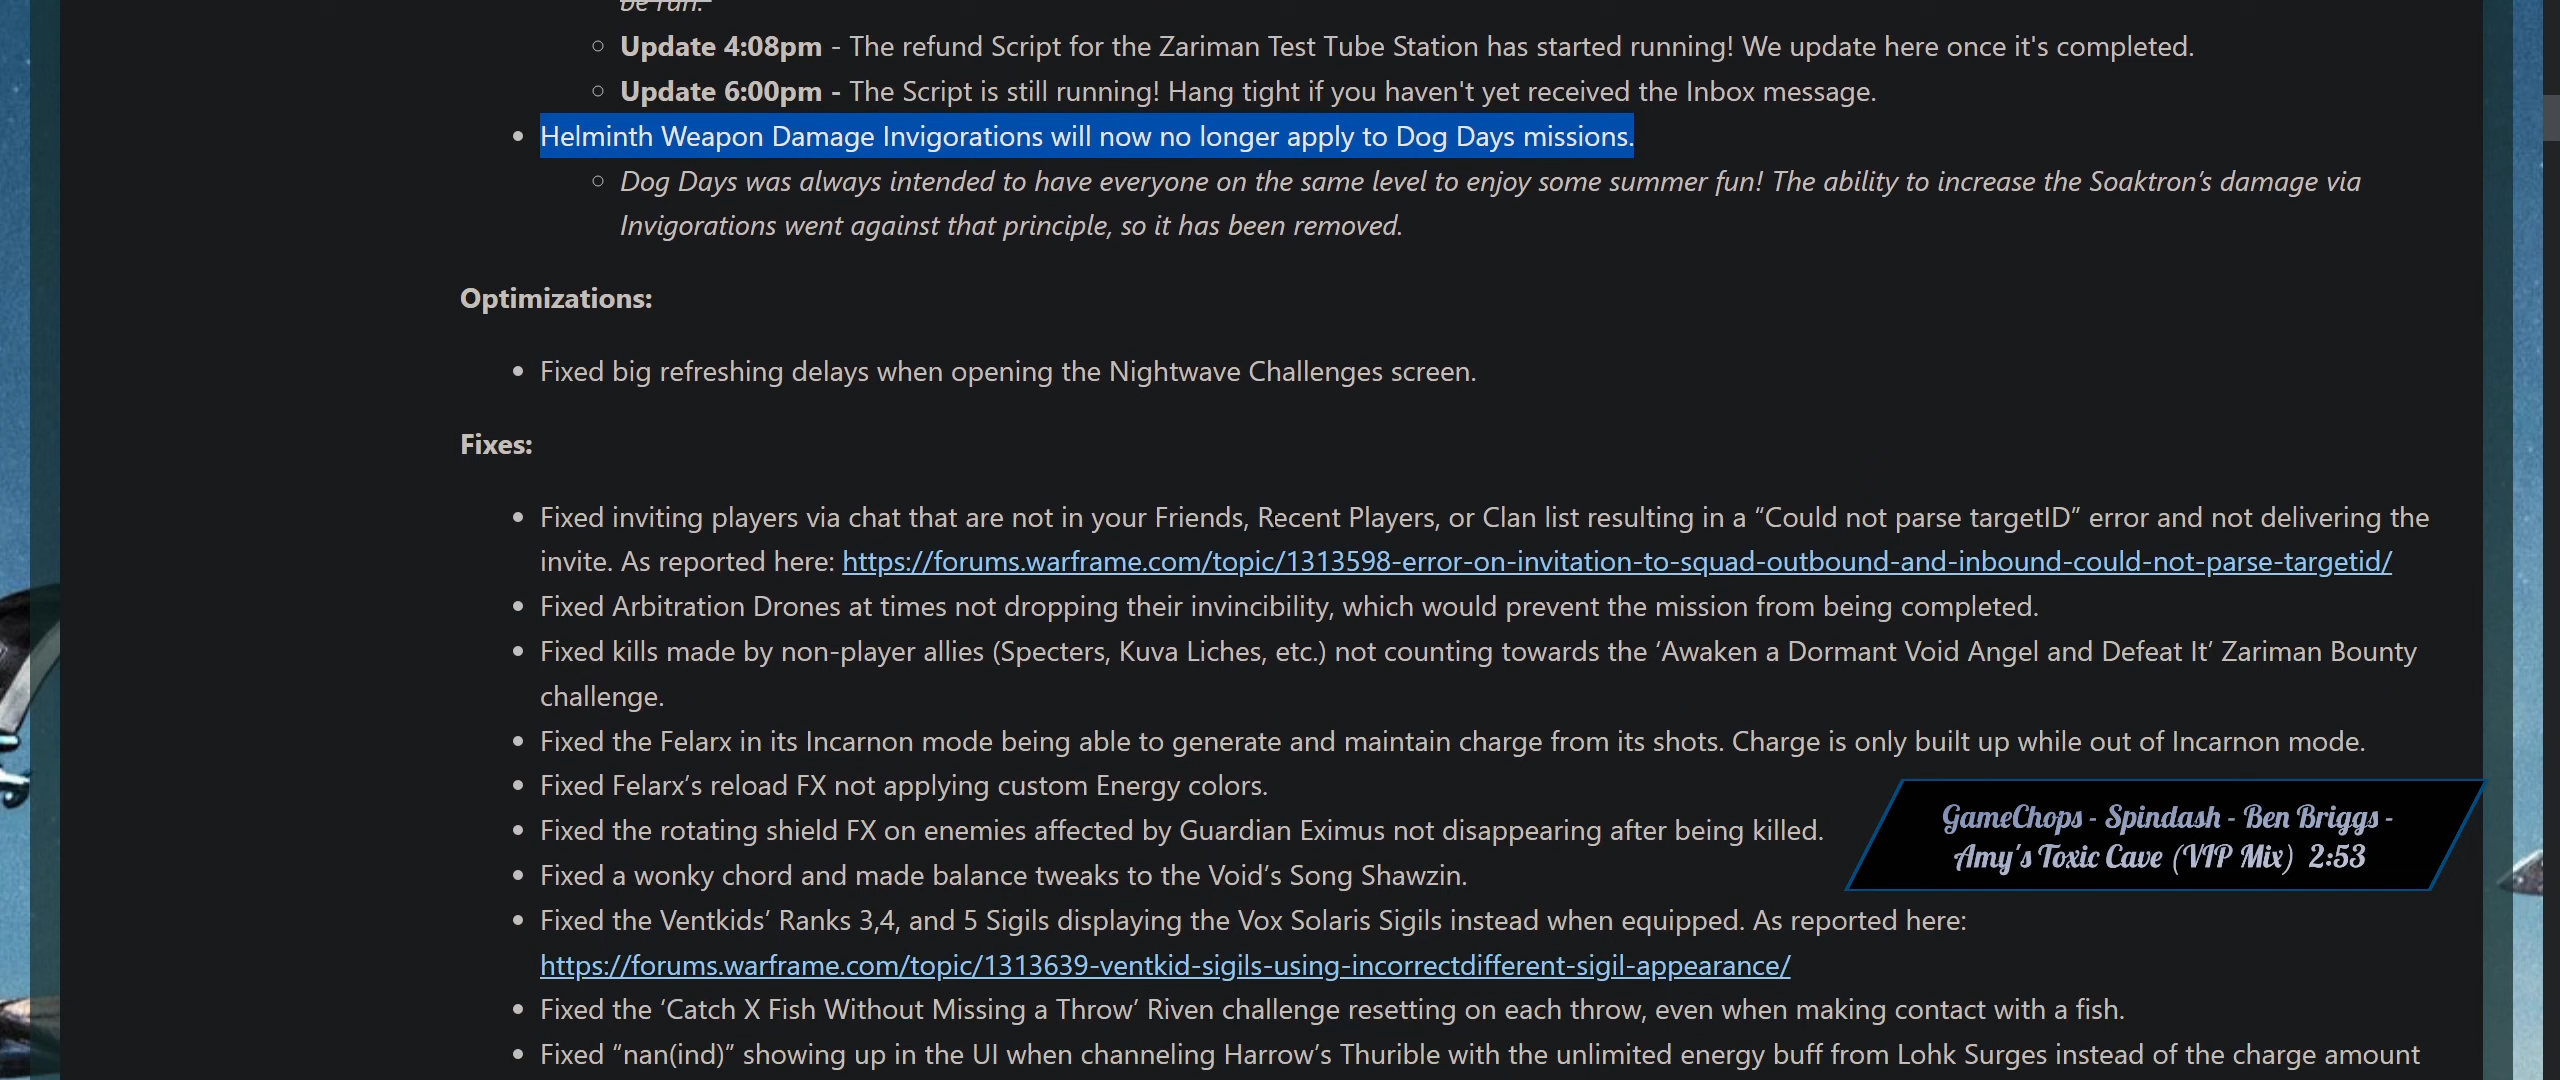 be run.
Update 4:08pm - The refund Script for the Zariman Test Tube Station has started running! We update here once it's completed.
Update 6:00pm - The Script is still running! Hang tight if you haven't yet received the Inbox message.
Helminth Weapon Damage Invigorations will now no longer apply to Dog Days missions.
Dog Days was always intended to have everyone on the same level to enjoy some summer fun! The ability to increase the Soaktron’s damage via
Invigorations went against that principle, so it has been removed.
Optimizations:
Fixed big refreshing delays when opening the Nightwave Challenges screen.
Fixes:
Fixed inviting players via chat that are not in your Friends, Recent Players, or Clan list resulting in a “Could not parse targetID” error and not delivering the
invite. As reported here: https://forums.warframe.com/topic/1313598-error-on-invitation-to-squad-outbound-and-inbound-could-not-parse-targetid/
Fixed Arbitration Drones at times not dropping their invincibility, which would prevent the mission from being completed.
Fixed kills made by non-player allies (Specters, Kuva Liches, etc.) not counting towards the ‘Awaken a Dormant Void Angel and Defeat It’ Zariman Bounty
challenge.
Fixed the Felarx in its Incarnon mode being able to generate and maintain charge from its shots. Charge is only built up while out of Incarnon mode.
Fixed Felarx’s reload FX not applying custom Energy colors.
Fixed the rotating shield FX on enemies affected by Guardian Eximus not disappearing after being killed.
Fixed a wonky chord and made balance tweaks to the Void’s Song Shawzin.
GameChops - Spindash - Ben Briggs -
Amy's Toxic Cave (VIP Mix) 2:53
Fixed the Ventkids’ Ranks 3,4, and 5 Sigils displaying the Vox Solaris Sigils instead when equipped. As reported here:
https://forums.warframe.com/topic/1313639-ventkid-sigils-using-incorrectdifferent-sigil-appearance/
Fixed the ‘Catch X Fish Without Missing a Throw’ Riven challenge resetting on each throw, even when making contact with a fish.
Fixed “nan(ind)” showing up in the UI when channeling Harrow’s Thurible with the unlimited energy buff from Lohk Surges instead of the charge amount